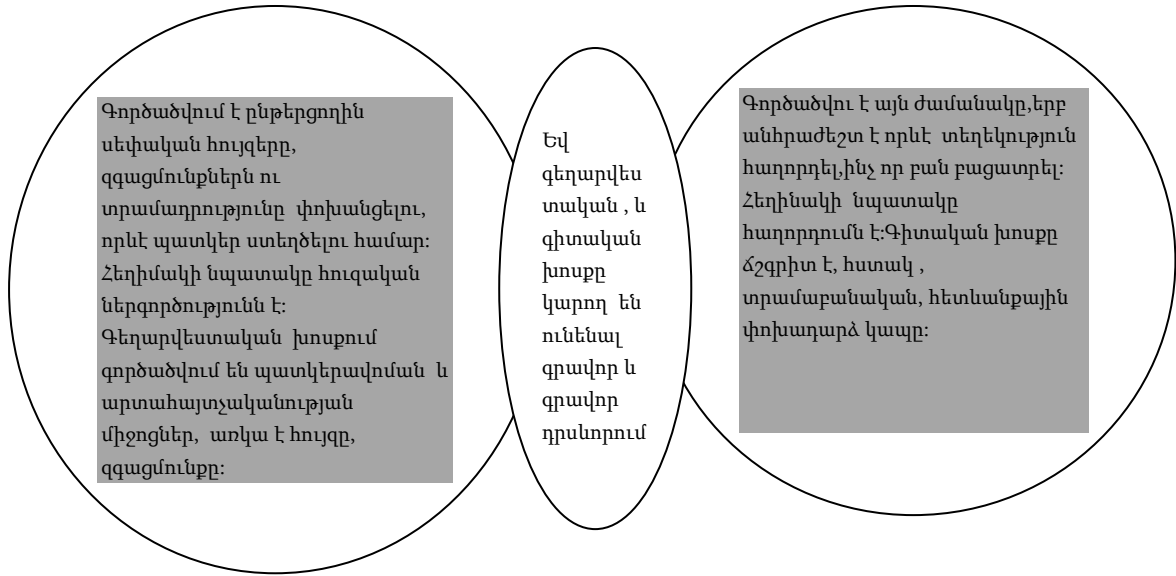 Գործածվում է ընթերցողին
սեփական հույզերը,
զգացմունքներն ու
տրամադրությունը փոխանցելու,
որևէ պատկեր ստեղծելու համար:
Հեղիմակի նպատակը հուզական
ներգործությունն է:
Գեղարվեստական խոսքում
գործածվում են պատկերավոման և
արտահայտչականության
միջոցներ, առկա է հույզը,
զգացմունքը:
Եվ
գեղարվես
տական , և
գիտական
խոսքը
կարող են
ունենալ
գրավոր և
գրավոր
դրսևորում
Գործածվու է այն ժամանակը,երբ
անհրաժեշտ է որևէ տեղեկություն
հաղորդել,ինչ որ բան բացատրել:
Հեղինակի նպատակը
հաղորդումն է:Գիտական խոսքը
ճշգրիտ է, հստակ ,
տրամաբանական, հետևանքային
փոխադարձ կապը: